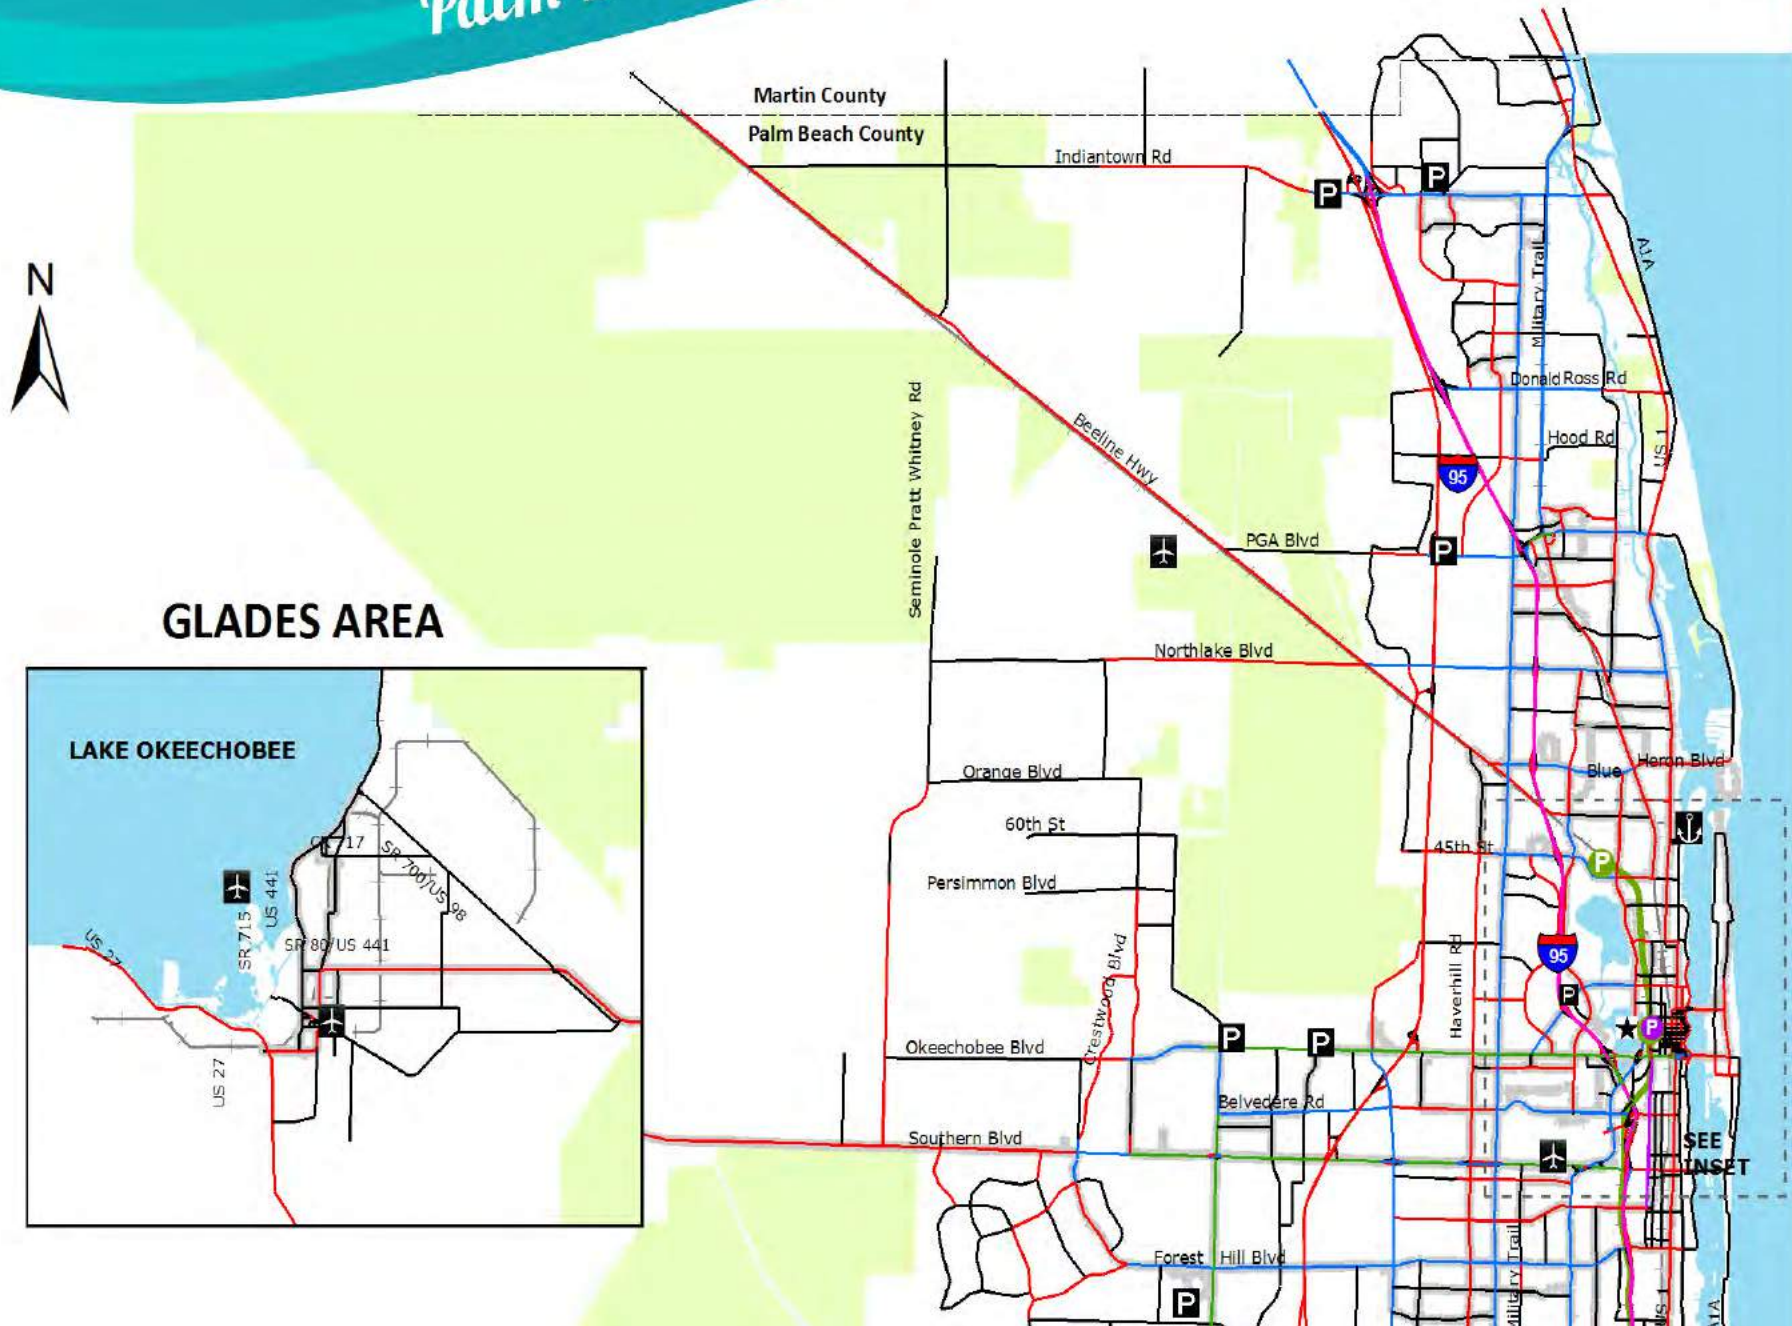 Palm
Martin County
Palm Beach County
Indiantown Rd
P
P
N
A1A
Military Trail
Seminole Pratt Whitney Rd
Donald Ross Rd
Beeline Hwy
Hood Rd
US 1
95
PGA Blvd
P
GLADES AREA
Northlake Blvd
LAKE OKEECHOBEE
Orange Blvd
Blue Heron Blvd
60th St
45th St
P
Persimmon Blvd
SR 700/US 98
US 441
SR 715
SR 80/US 441
US 27
US 27
Crestwood Blvd
Haverhill Rd
95
P
P
P
P
Okeechobee Blvd
Belvedere Rd
Southern Blvd
SEE
INSET
Forest Hill Blvd
Military Trail
P
US 1
A1A